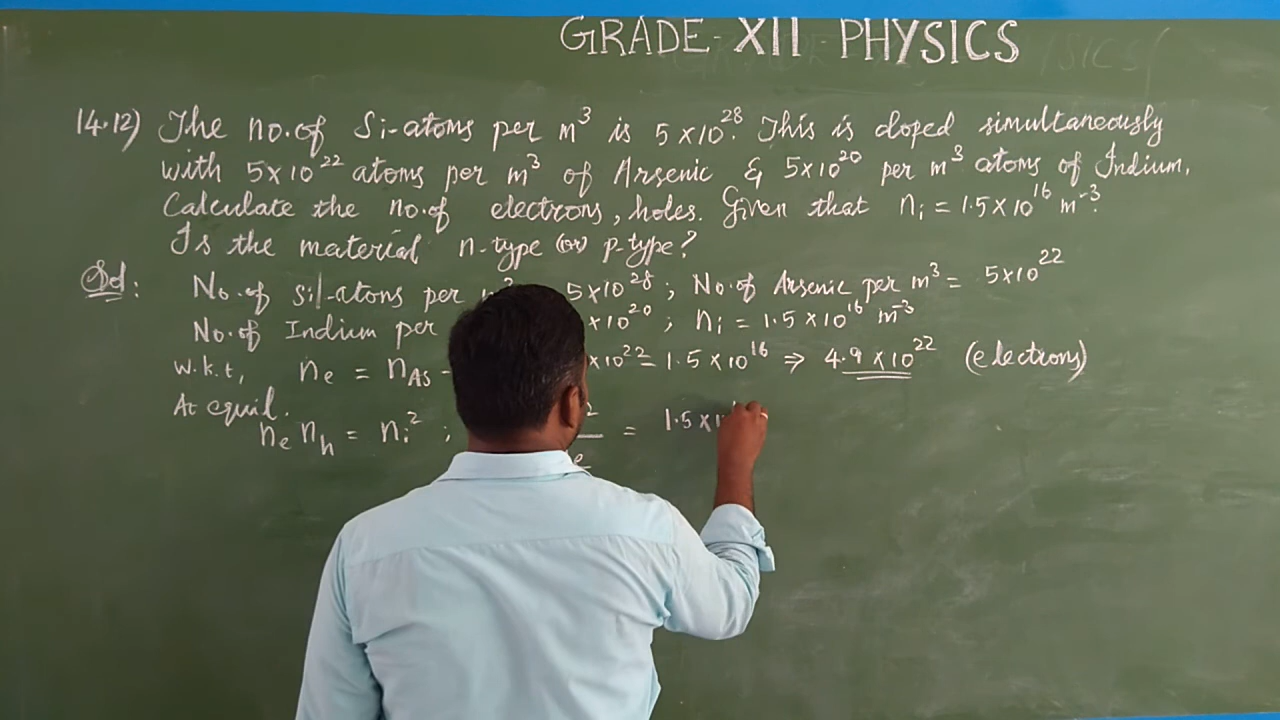 GRADE-XII PHYSICS
14.12) The no.of Si-atoms per m³ is 5×10²⁸. This is doped simultaneously
with 5×10²² atoms per m³ of Arsenic & 5×10²⁰ per m³ atoms of Indium.
Calculate the no.of electrons, holes. Given that nᵢ = 1.5×10¹⁶ m⁻³.
Is the material n-type (or) p-type?
Sol: No.of Sil-atoms per 5×10²⁸ ; No.of Arsenic per m³ = 5×10²²
No.of Indium per ×10²⁰ ; nᵢ = 1.5×10¹⁶ m⁻³
w.k.t, nₑ = n_As - ×10²² = 1.5×10¹⁶ ⇒ 4.9×10²² (electrons)
At equil.
nₑ n_h = nᵢ² ; = 1.5×1